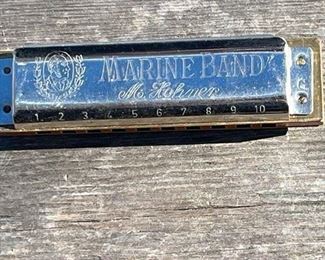 MARINE BAND
M. Hohner
1 2 3 4 5 6 7 8 9 10